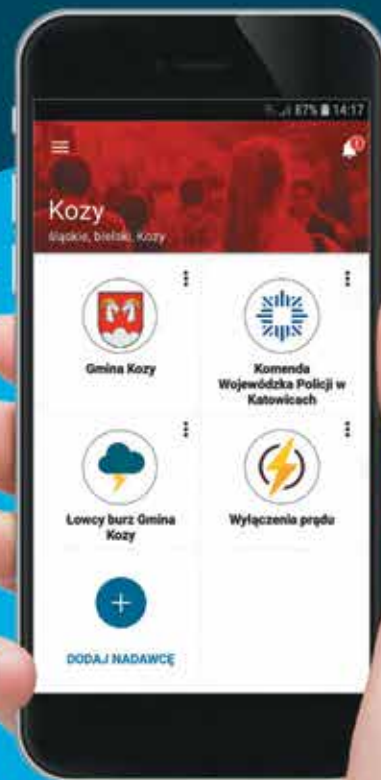 87% 14:17
Kozy
śląskie, bielski, Kozy
Gmina Kozy
Komenda
Wojewódzka Policji w
Katowicach
Łowcy burz Gmina
Kozy
Wyłączenia prądu
DODAJ NADAWCĘ